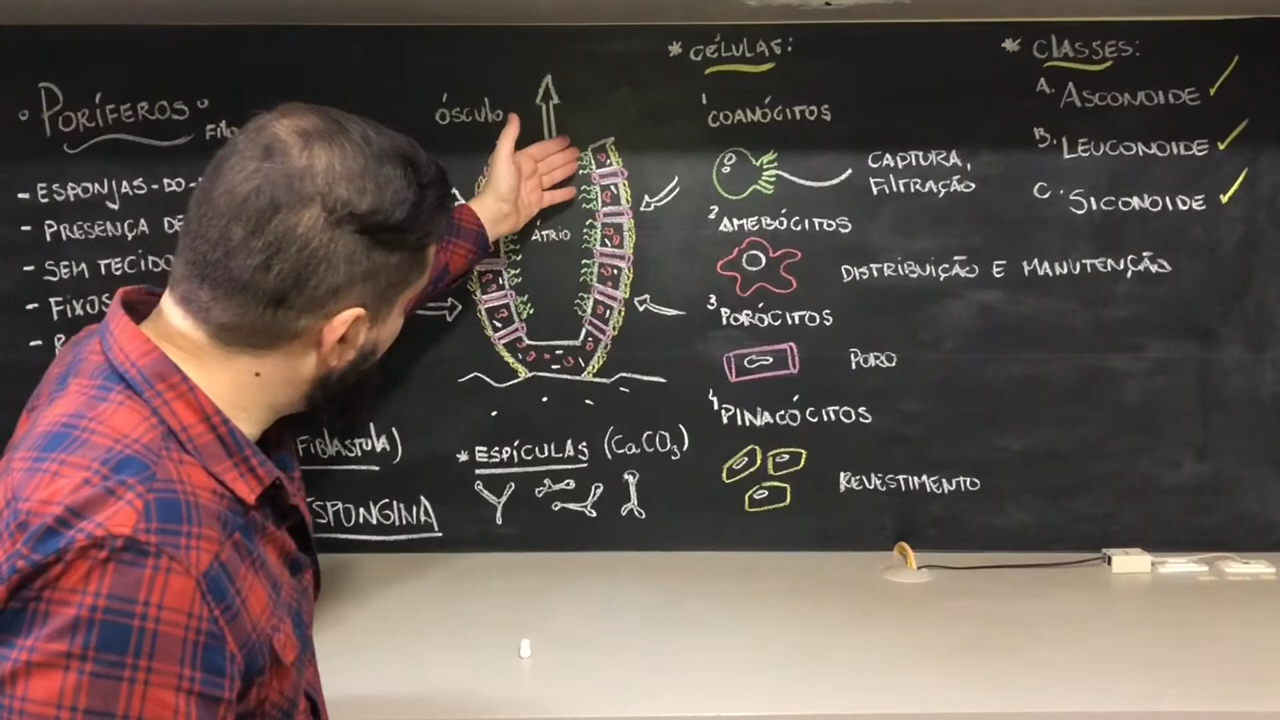 PORÍFEROS
- ESPONJAS-DO-
- PRESENÇA DE
- SEM TECIDO
- FIXOS
ÓSCULO
ÁTRIO
FIBLÁSTULA)
ESPONGINA
* ESPÍCULAS (CaCO3)
* CÉLULAS:
1 COANÓCITOS
CAPTURA,
FILTRAÇÃO
2 AMEBÓCITOS
DISTRIBUIÇÃO E MANUTENÇÃO
3 PORÓCITOS
PORO
4 PINACÓCITOS
REVESTIMENTO
* CLASSES:
A. ASCONOIDE
B. LEUCONOIDE
C. SICONOIDE